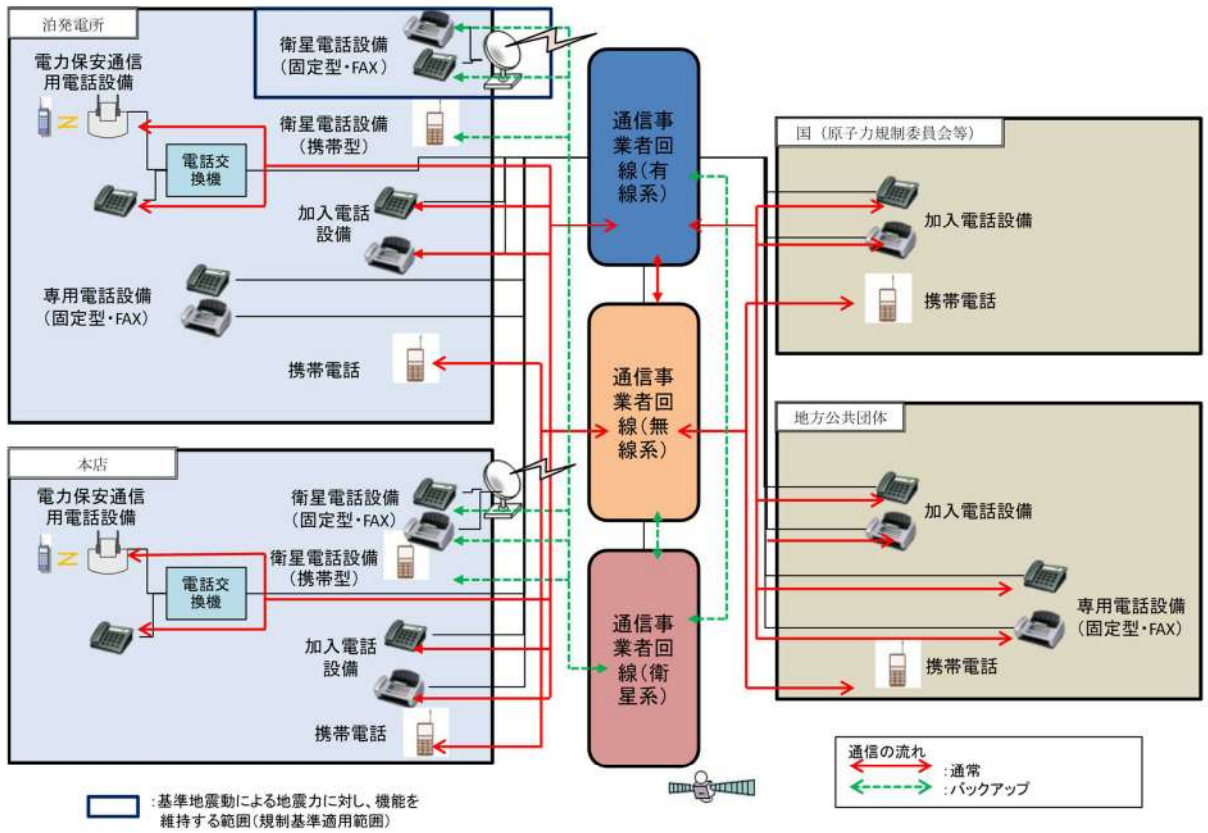 泊発電所
電力保安通信
用電話設備
電話交
換機
衛星電話設備
(固定型・FAX)
衛星電話設備
(携帯型)
加入電話
設備
専用電話設備
(固定型・FAX)
携帯電話
本店
電力保安通信
用電話設備
電話交
換機
衛星電話設備
(固定型・FAX)
衛星電話設備
(携帯型)
加入電話
設備
携帯電話
通信事
業者回
線(有
線系)
通信事
業者回
線(無
線系)
通信事
業者回
線(衛
星系)
国(原子力規制委員会等)
加入電話設備
携帯電話
地方公共団体
加入電話設備
専用電話設備
(固定型・FAX)
携帯電話
通信の流れ
:通常
:バックアップ
:基準地震動による地震力に対し、機能を
維持する範囲(規制基準適用範囲)